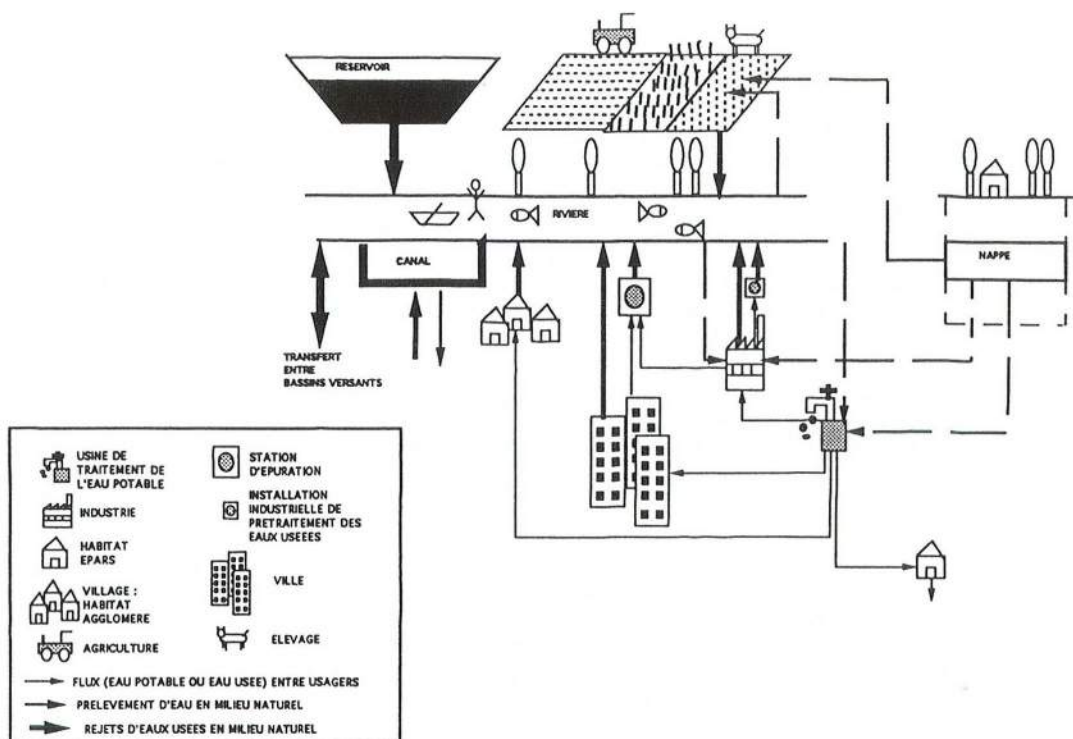 RESERVOIR
RIVIERE
CANAL
NAPPE
TRANSFERT
ENTRE
BASSINS VERSANTS
USINE DE
TRAITEMENT DE
L'EAU POTABLE
INDUSTRIE
HABITAT
EPARS
VILLAGE :
HABITAT
AGGLOMERE
AGRICULTURE
STATION
D'EPURATION
INSTALLATION
INDUSTRIELLE DE
PRETRAITEMENT DES
EAUX USEEES
VILLE
ELEVAGE
FLUX (EAU POTABLE OU EAU USEE) ENTRE USAGERS
PRELEVEMENT D'EAU EN MILIEU NATUREL
REJETS D'EAUX USEES EN MILIEU NATUREL